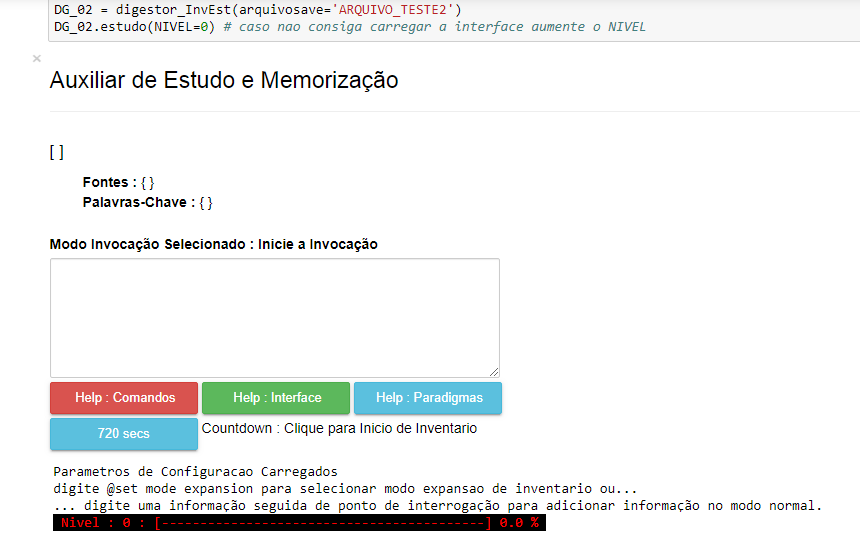 DG_02 = digestor_InvEst(arquivosave='ARQUIVO_TESTE2')
DG_02.estudo(NIVEL=0) # caso nao consiga carregar a interface aumente o NIVEL
×
Auxiliar de Estudo e Memorização
[ ]
Fontes : { }
Palavras-Chave : { }
Modo Invocação Selecionado : Inicie a Invocação
Help : Comandos Help : Interface Help : Paradigmas
720 secs Countdown : Clique para Inicio de Inventario
Parametros de Configuracao Carregados
digite @set mode expansion para selecionar modo expansao de inventario ou...
... digite uma informação seguida de ponto de interrogação para adicionar informação no modo normal.
Nivel : 0 : [------------------------------------------] 0.0 %